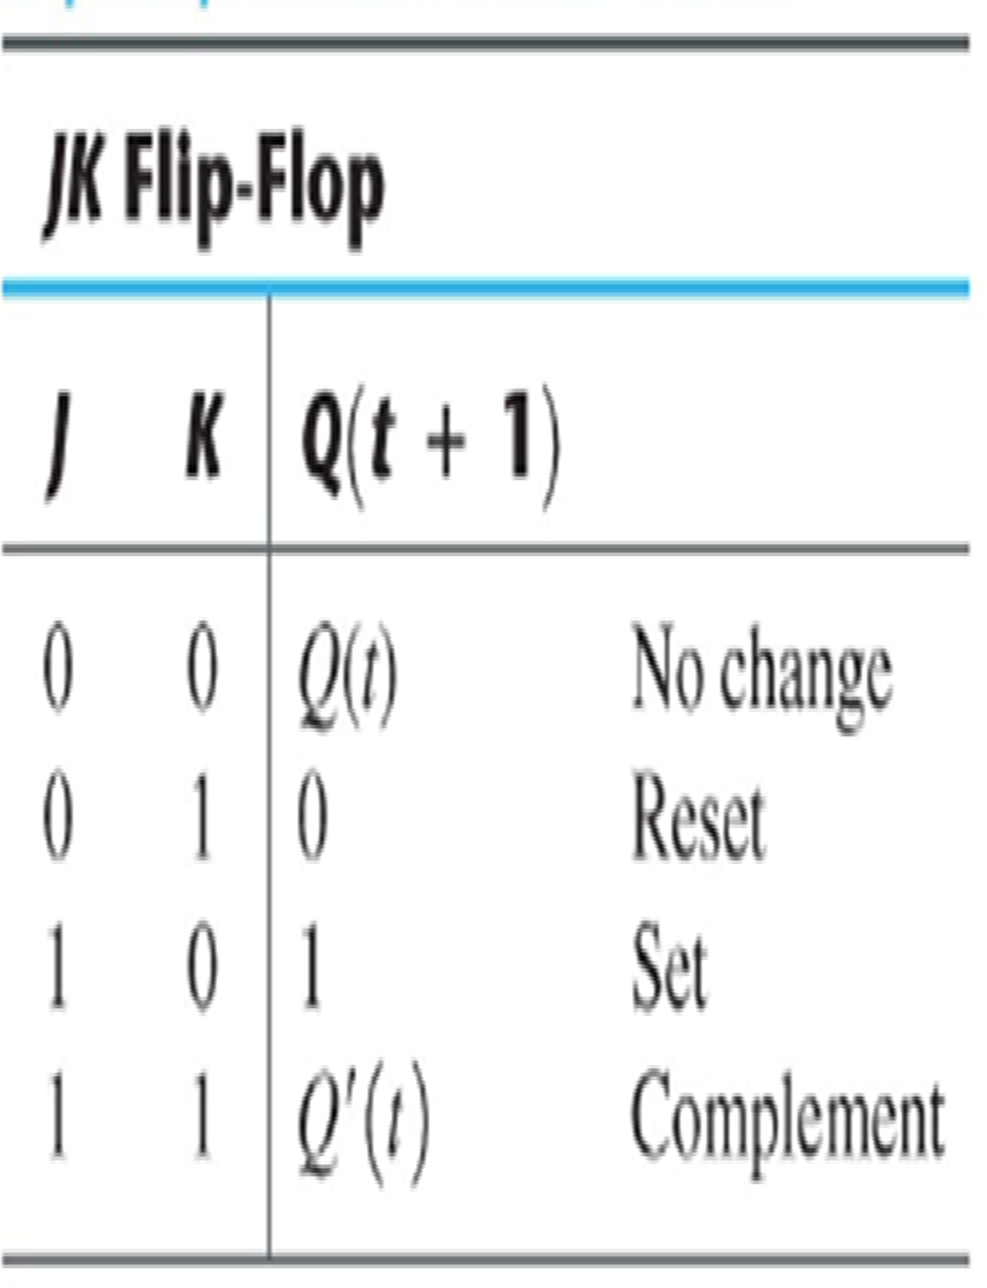 JK Flip-Flop
J K Q(t + 1)
0 0 Q(t) No change
0 1 0 Reset
1 0 1 Set
1 1 Q′(t) Complement